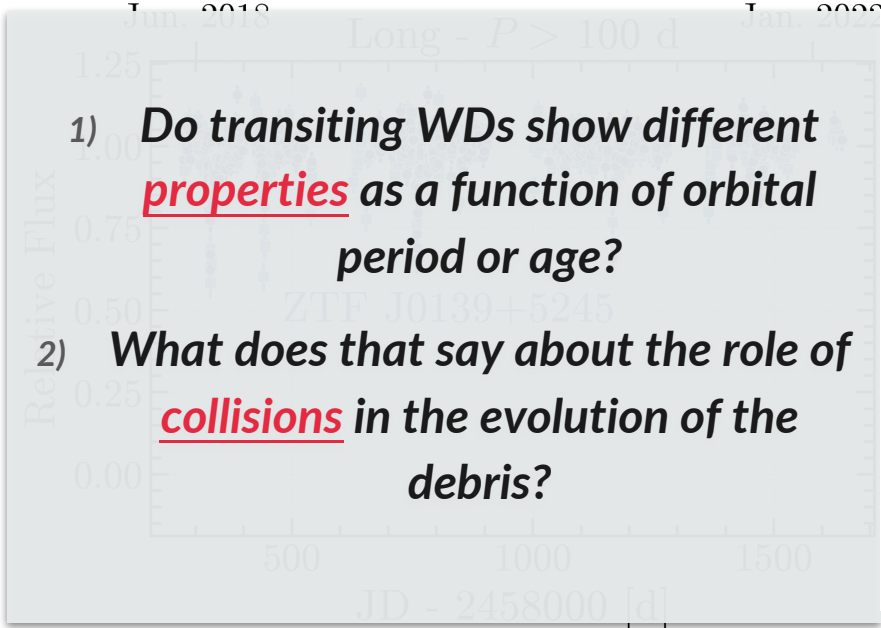 Jun. 2018 Jan. 2022
Long - P > 100 d
1.25
1) Do transiting WDs show different
1.00
properties as a function of orbital
0.75
period or age?
0.50
ZTF J0139+5245
2) What does that say about the role of
0.25
collisions in the evolution of the
Relative Flux
0.00
debris?
500 1000 1500
JD - 2458000 [d]